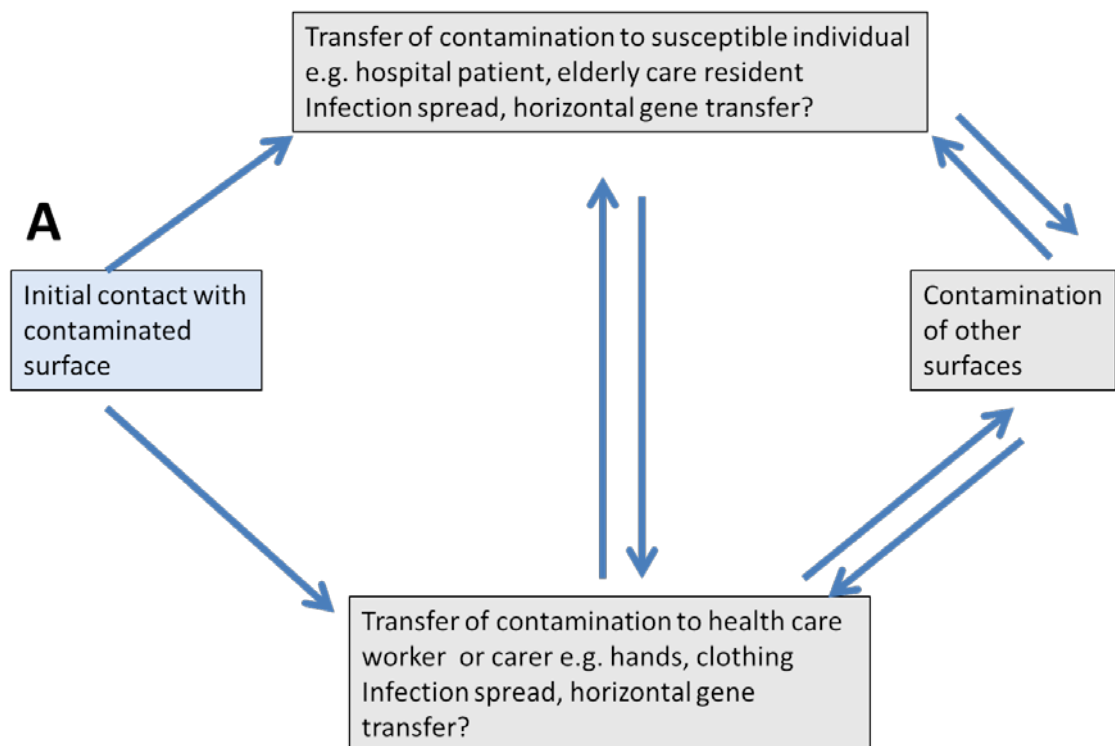 Transfer of contamination to susceptible individual
e.g. hospital patient, elderly care resident
Infection spread, horizontal gene transfer?
A
Initial contact with
contaminated
surface
Contamination
of other
surfaces
Transfer of contamination to health care
worker or carer e.g. hands, clothing
Infection spread, horizontal gene
transfer?